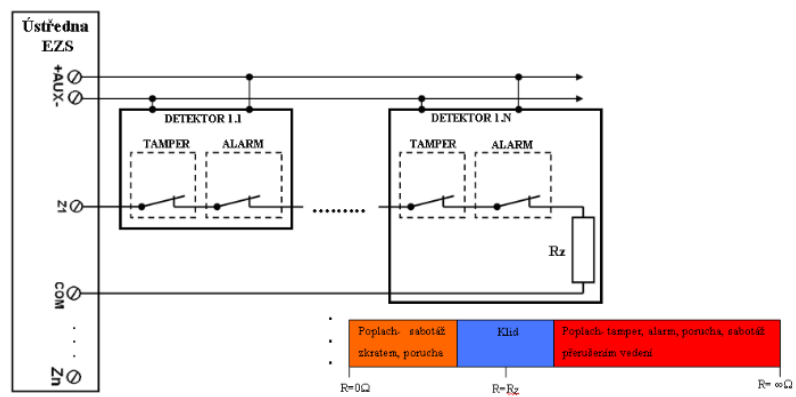 Ústředna
EZS
+AUX-
DETEKTOR 1.1
DETEKTOR 1.N
TAMPER
ALARM
TAMPER
ALARM
Z1
..........
Rz
COM
Zn
Poplach- sabotáž
zkratem, porucha
Klid
Poplach- tamper, alarm, porucha, sabotáž
přerušením vedení
R=0Ω
R=Rz
R= ∞Ω